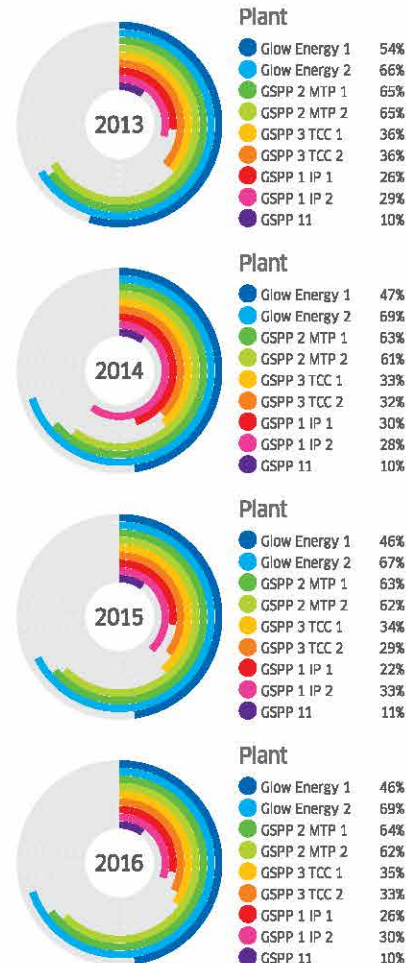 Plant
2013
Glow Energy 1 54%
Glow Energy 2 66%
GSPP 2 MTP 1 65%
GSPP 2 MTP 2 65%
GSPP 3 TCC 1 36%
GSPP 3 TCC 2 36%
GSPP 1 IP 1 26%
GSPP 1 IP 2 29%
GSPP 11 10%
Plant
2014
Glow Energy 1 47%
Glow Energy 2 69%
GSPP 2 MTP 1 63%
GSPP 2 MTP 2 61%
GSPP 3 TCC 1 33%
GSPP 3 TCC 2 32%
GSPP 1 IP 1 30%
GSPP 1 IP 2 28%
GSPP 11 10%
Plant
2015
Glow Energy 1 46%
Glow Energy 2 67%
GSPP 2 MTP 1 63%
GSPP 2 MTP 2 62%
GSPP 3 TCC 1 34%
GSPP 3 TCC 2 29%
GSPP 1 IP 1 22%
GSPP 1 IP 2 33%
GSPP 11 11%
Plant
2016
Glow Energy 1 46%
Glow Energy 2 69%
GSPP 2 MTP 1 64%
GSPP 2 MTP 2 62%
GSPP 3 TCC 1 35%
GSPP 3 TCC 2 33%
GSPP 1 IP 1 26%
GSPP 1 IP 2 30%
GSPP 11 10%